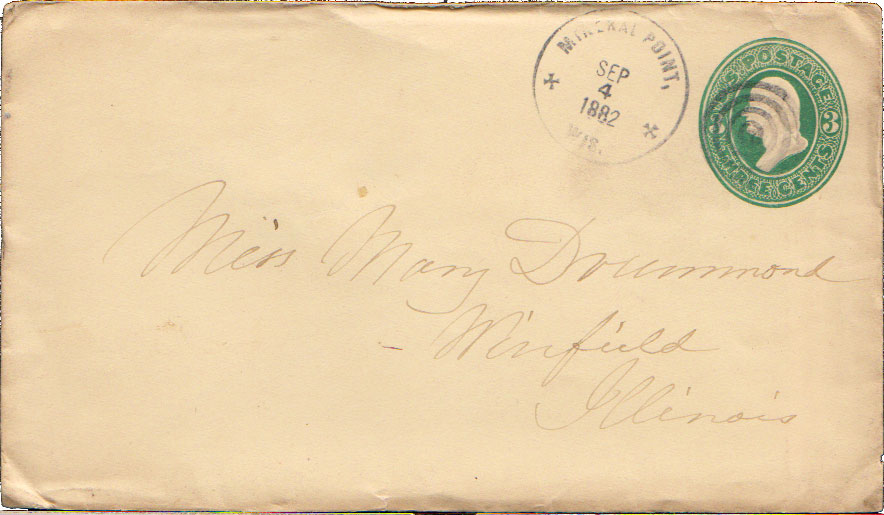 MINERAL POINT,
SEP
4
1882
WIS.
U.S. POSTAGE
3 3
THREE CENTS
Miss Mary Drummond
Winfield
Illinois